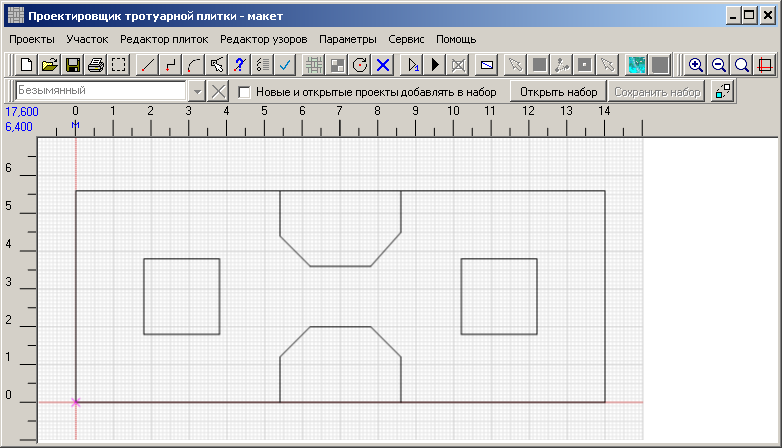 Проектировщик тротуарной плитки - макет
Проекты Участок Редактор плиток Редактор узоров Параметры Сервис Помощь
Безымянный Новые и открытые проекты добавлять в набор Открыть набор Сохранить набор
17,600 0 1 2 3 4 5 6 7 8 9 10 11 12 13 14
6,400 м
6
5
4
3
2
1
0